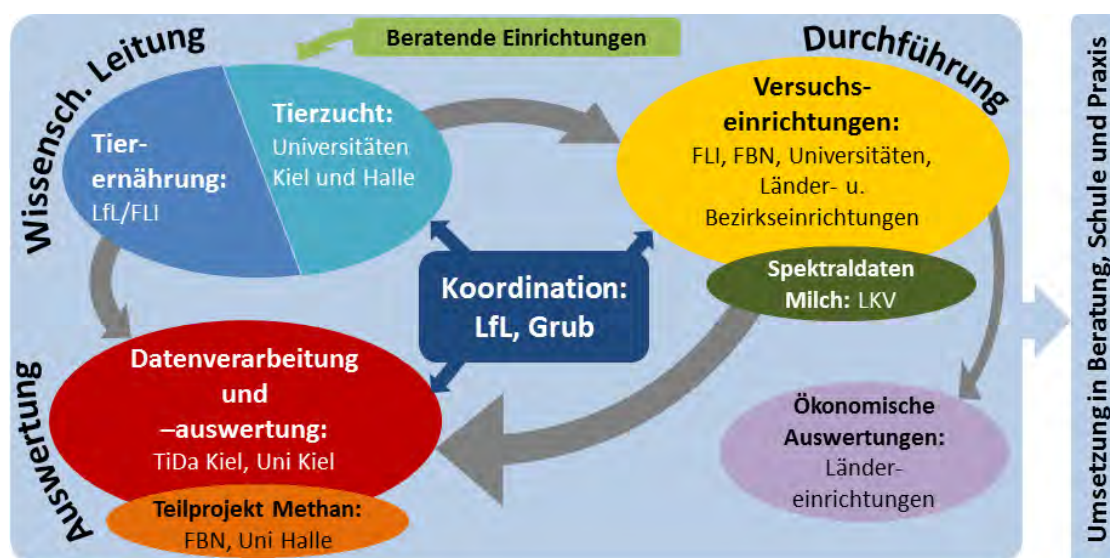 Wissensch. Leitung
Beratende Einrichtungen
Durchführung
Tier-
ernährung:
LfL/FLI
Tierzucht:
Universitäten
Kiel und Halle
Versuchs-
einrichtungen:
FLI, FBN, Universitäten,
Länder- u.
Bezirkseinrichtungen
Spektraldaten
Milch: LKV
Koordination:
LfL, Grub
Auswertung
Datenverarbeitung
und
–auswertung:
TiDa Kiel, Uni Kiel
Teilprojekt Methan:
FBN, Uni Halle
Ökonomische
Auswertungen:
Länder-
einrichtungen
Umsetzung in Beratung, Schule und Praxis